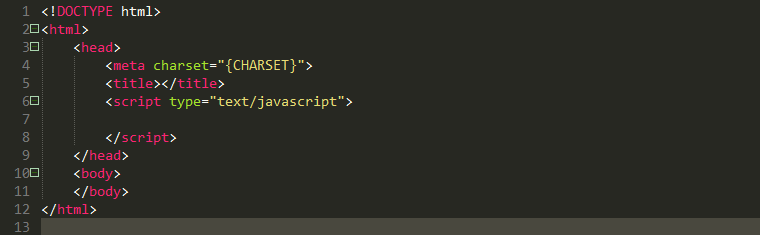 1 <!DOCTYPE html>
2 <html>
3     <head>
4         <meta charset="{CHARSET}">
5         <title></title>
6         <script type="text/javascript">
7
8         </script>
9     </head>
10     <body>
11     </body>
12 </html>
13